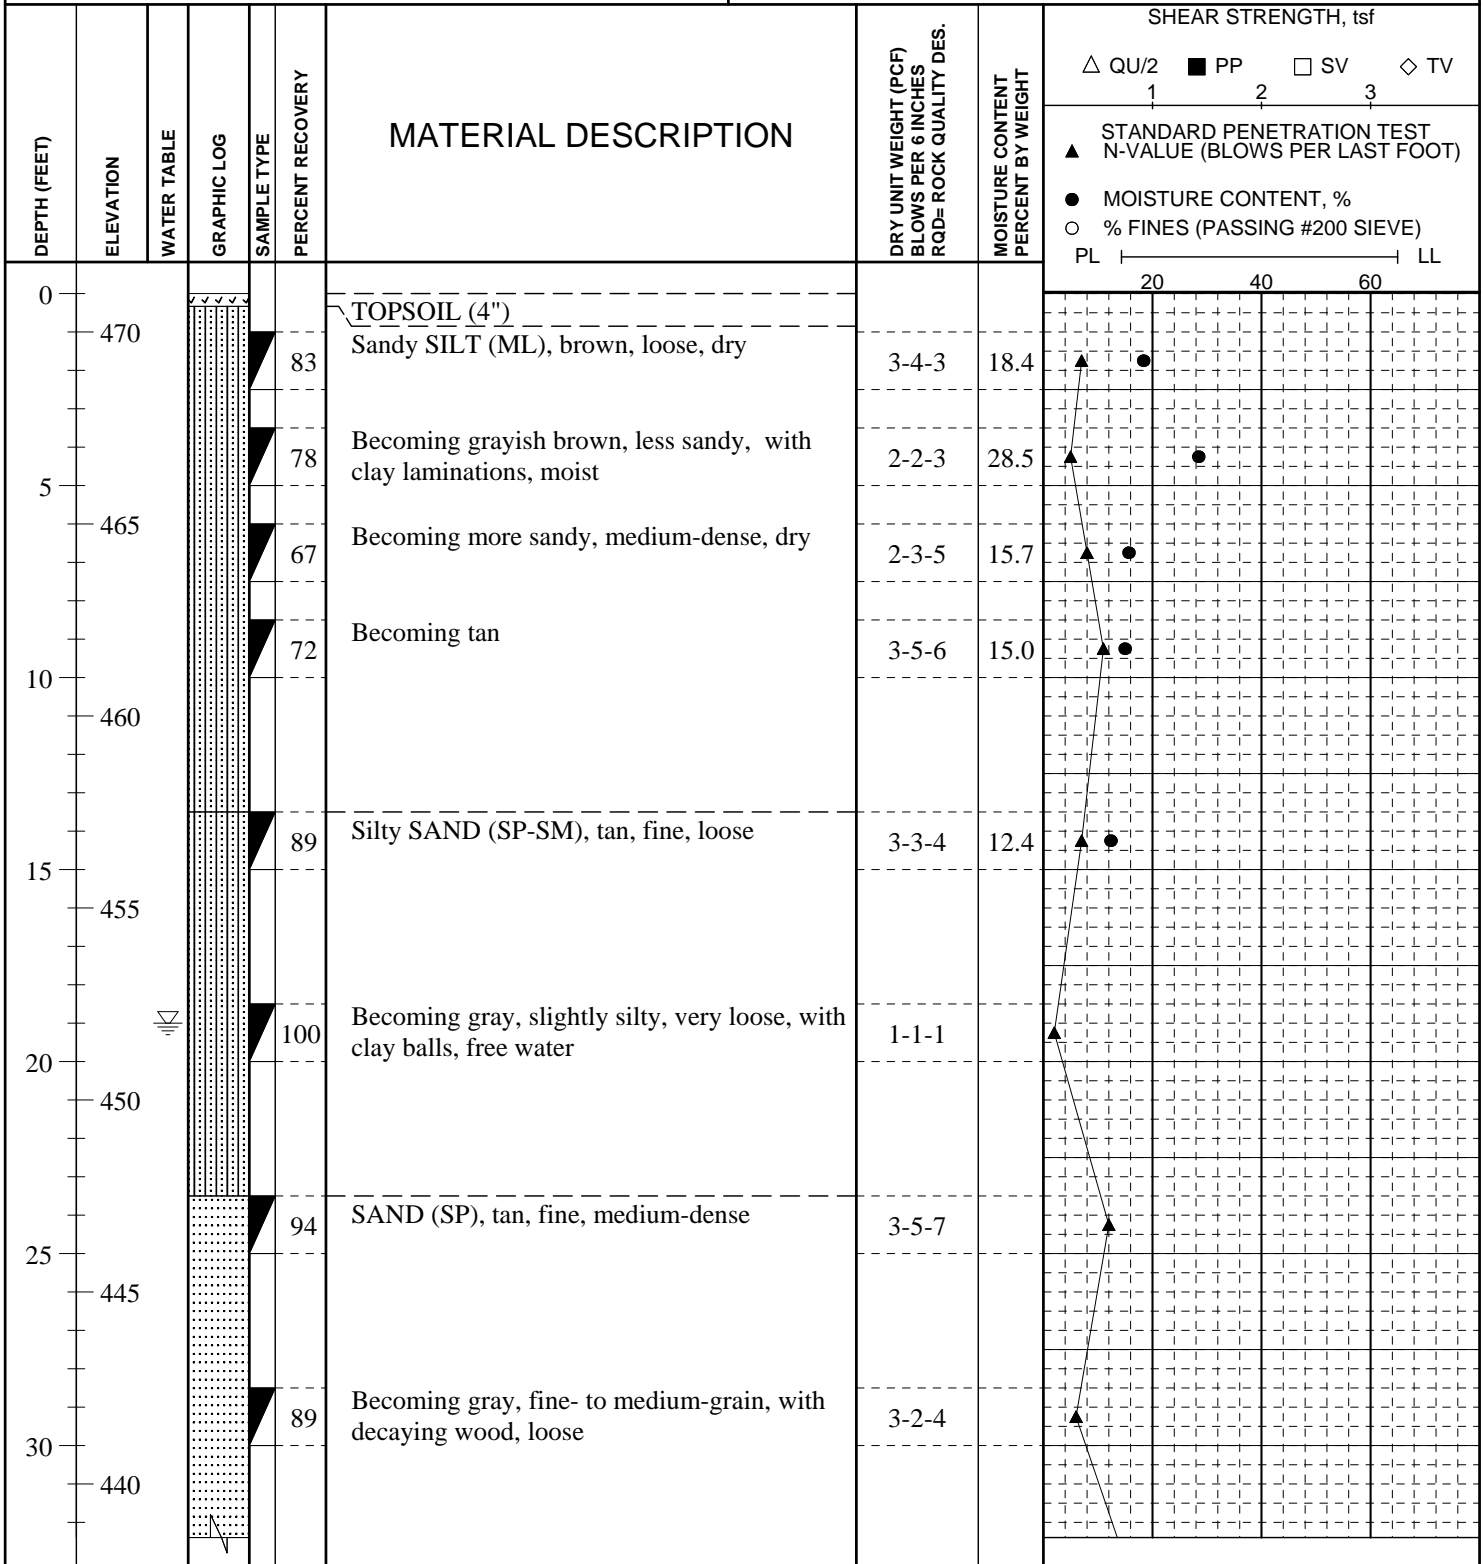 DEPTH (FEET)
ELEVATION
WATER TABLE
GRAPHIC LOG
SAMPLE TYPE
PERCENT RECOVERY
MATERIAL DESCRIPTION
DRY UNIT WEIGHT (PCF)
BLOWS PER 6 INCHES
RQD= ROCK QUALITY DES.
MOISTURE CONTENT
PERCENT BY WEIGHT
SHEAR STRENGTH, tsf
QU/2 PP SV TV
1 2 3
STANDARD PENETRATION TEST
N-VALUE (BLOWS PER LAST FOOT)
MOISTURE CONTENT, %
% FINES (PASSING #200 SIEVE)
PL LL
20 40 60
0
TOPSOIL (4")
470
Sandy SILT (ML), brown, loose, dry
83 3-4-3 18.4
Becoming grayish brown, less sandy, with
78 2-2-3 28.5
clay laminations, moist
5
465
Becoming more sandy, medium-dense, dry
67 2-3-5 15.7
Becoming tan
72 3-5-6 15.0
10
460
Silty SAND (SP-SM), tan, fine, loose
89 3-3-4 12.4
15
455
Becoming gray, slightly silty, very loose, with
100 1-1-1
clay balls, free water
20
450
SAND (SP), tan, fine, medium-dense
94 3-5-7
25
445
Becoming gray, fine- to medium-grain, with
89 3-2-4
decaying wood, loose
30
440